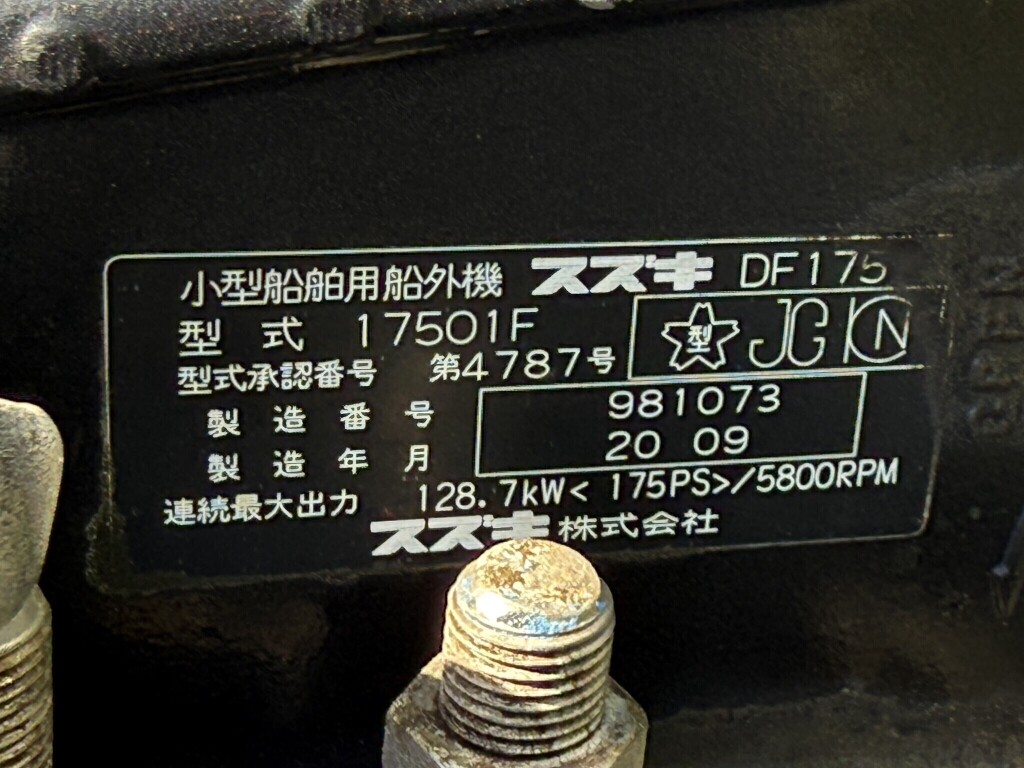 小型船舶用船外機 スズキ DF175
型式 17501F
型 JCI N
型式承認番号 第4787号
製造番号 981073
製造年月 20 09
連続最大出力 128.7kW< 175PS>/5800RPM
スズキ株式会社